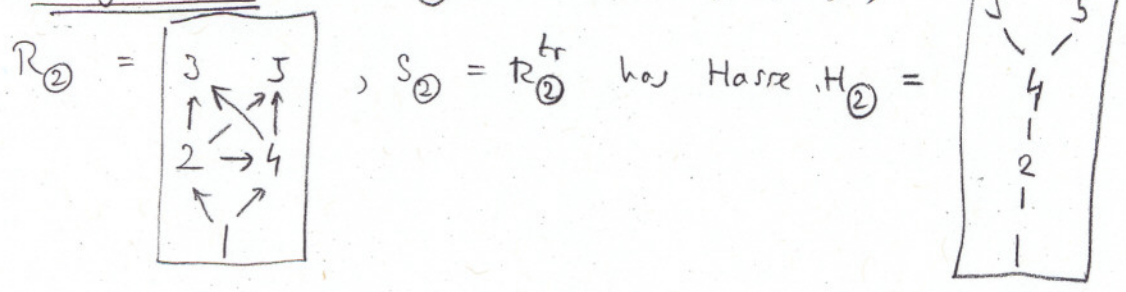 R② = 3 5 , S② = R②^tr has Hasse H② =
2 → 4
1
3 5
4
2
1